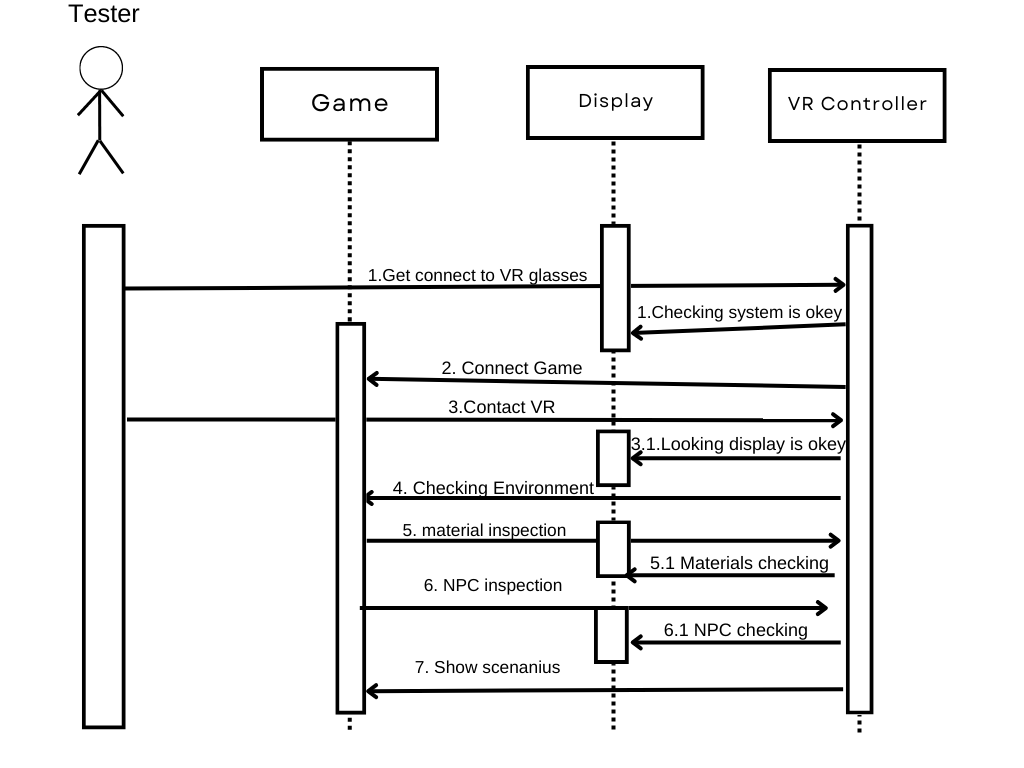 Tester
Game
Display
VR Controller
1.Get connect to VR glasses
1.Checking system is okey
2. Connect Game
3.Contact VR
3.1.Looking display is okey
4. Checking Environment
5. material inspection
5.1 Materials checking
6. NPC inspection
6.1 NPC checking
7. Show scenanius